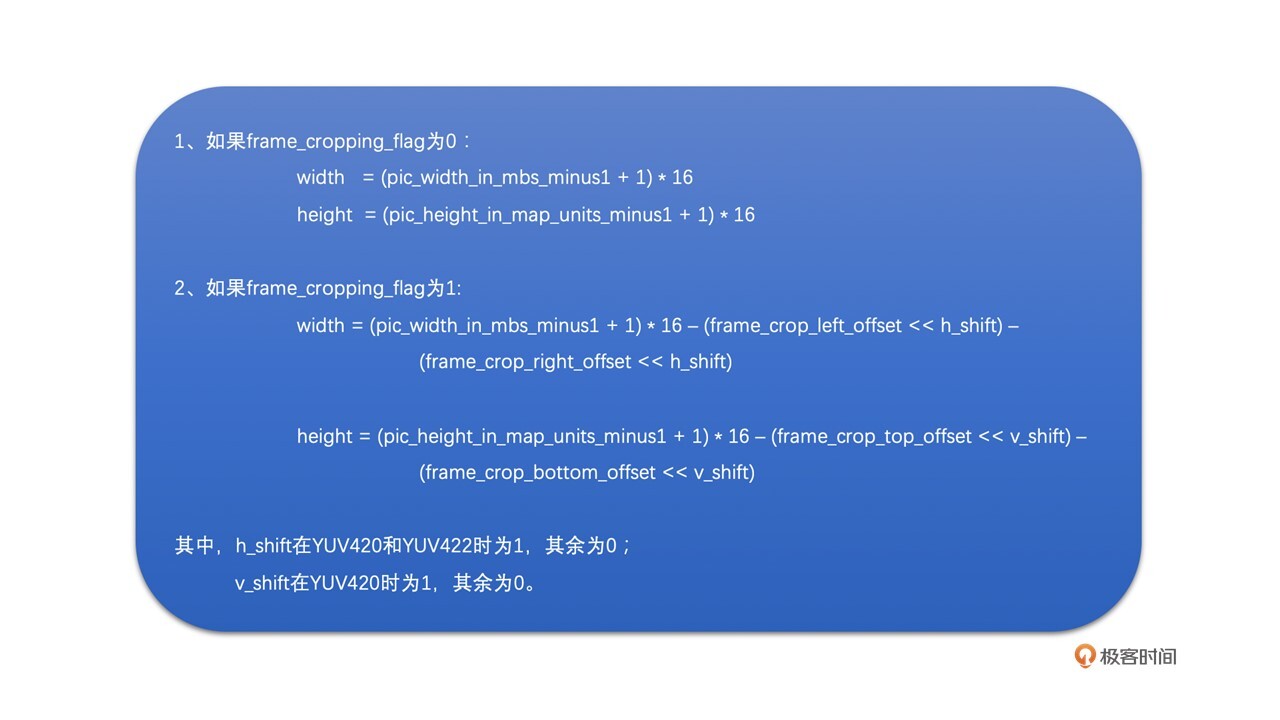 1、如果frame_cropping_flag为0：
width = (pic_width_in_mbs_minus1 + 1) * 16
height = (pic_height_in_map_units_minus1 + 1) * 16
2、如果frame_cropping_flag为1:
width = (pic_width_in_mbs_minus1 + 1) * 16 – (frame_crop_left_offset << h_shift) –
(frame_crop_right_offset << h_shift)
height = (pic_height_in_map_units_minus1 + 1) * 16 – (frame_crop_top_offset << v_shift) –
(frame_crop_bottom_offset << v_shift)
其中，h_shift在YUV420和YUV422时为1，其余为0；
v_shift在YUV420时为1，其余为0。
极客时间